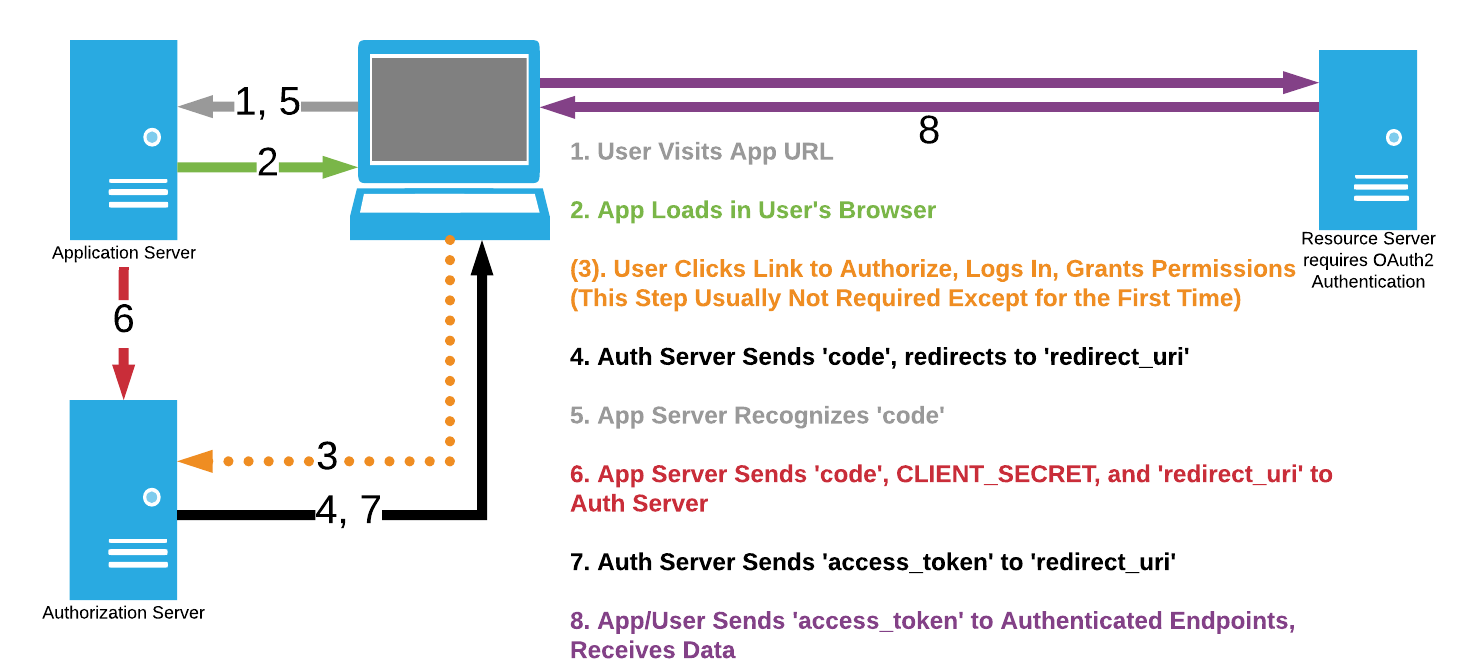 1, 5
8
1. User Visits App URL
2
2. App Loads in User's Browser
Application Server
Resource Server
requires OAuth2
Authentication
(3). User Clicks Link to Authorize, Logs In, Grants Permissions
(This Step Usually Not Required Except for the First Time)
6
4. Auth Server Sends 'code', redirects to 'redirect_uri'
5. App Server Recognizes 'code'
3
6. App Server Sends 'code', CLIENT_SECRET, and 'redirect_uri' to
Auth Server
4, 7
7. Auth Server Sends 'access_token' to 'redirect_uri'
Authorization Server
8. App/User Sends 'access_token' to Authenticated Endpoints,
Receives Data